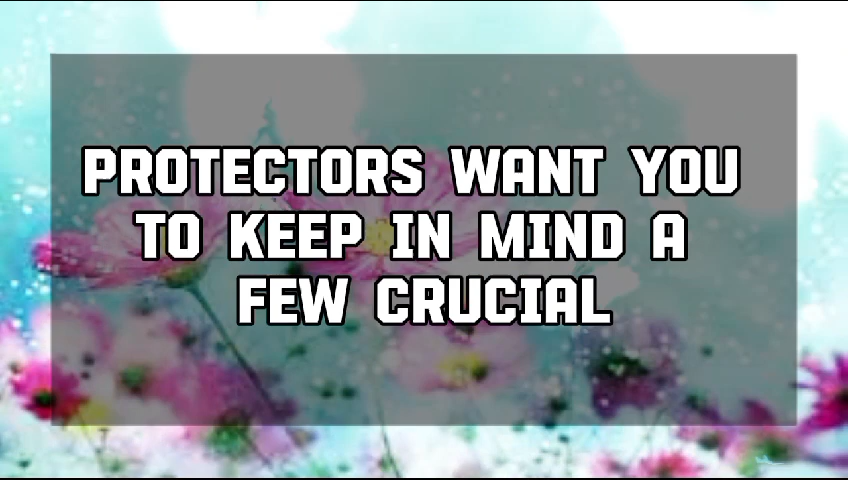 PROTECTORS WANT YOU
TO KEEP IN MIND A
FEW CRUCIAL